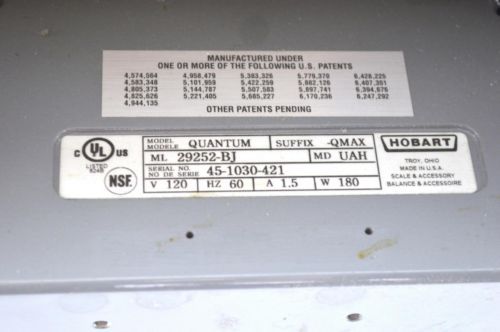 MANUFACTURED UNDER
ONE OR MORE OF THE FOLLOWING U.S. PATENTS
4,574,564 4,958,479 5,383,326 5,779,370 6,428,225
4,583,348 5,101,959 5,422,259 5,882,126 6,407,351
4,805,373 5,144,787 5,507,583 5,897,741 6,394,676
4,825,626 5,221,405 5,685,227 6,170,236 6,247,292
4,944,135
OTHER PATENTS PENDING
C UL US
LISTED
NSF
MODEL QUANTUM SUFFIX -QMAX
MODELE
ML 29252-BJ MD UAH
SERIAL NO. 45-1030-421
NO DE SERIE
V 120 HZ 60 A 1.5 W 180
HOBART
TROY, OHIO
MADE IN U.S.A.
SCALE & ACCESSORY
BALANCE & ACCESSOIRE